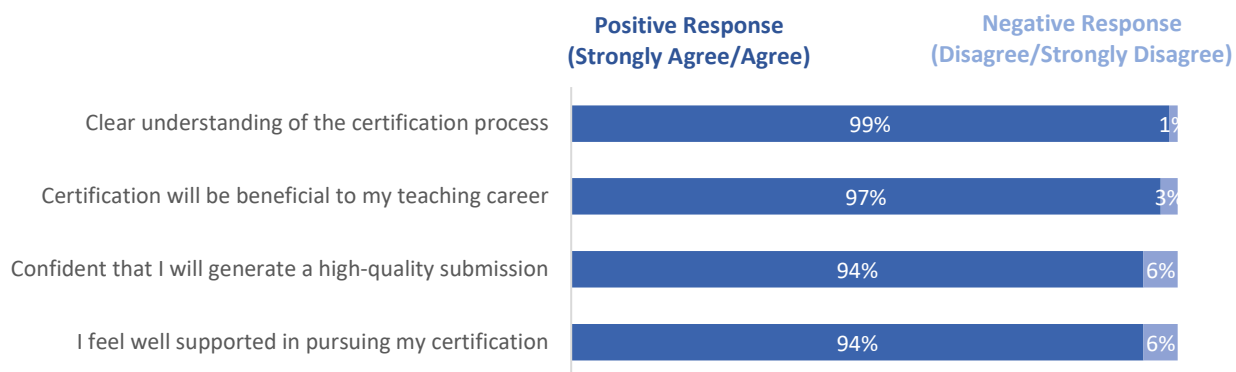 Positive Response
(Strongly Agree/Agree)
Negative Response
(Disagree/Strongly Disagree)
Clear understanding of the certification process
99%
1%
Certification will be beneficial to my teaching career
97%
3%
Confident that I will generate a high-quality submission
94%
6%
I feel well supported in pursuing my certification
94%
6%